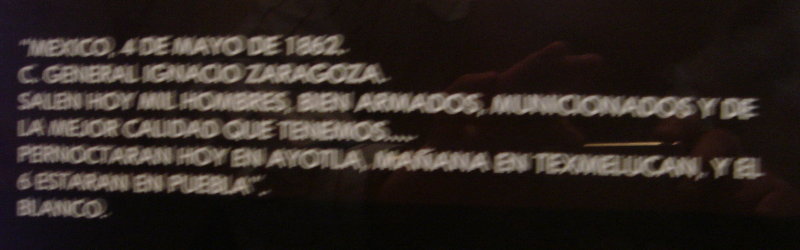 "MEXICO, 4 DE MAYO DE 1862.
C. GENERAL IGNACIO ZARAGOZA.
SALEN HOY MIL HOMBRES, BIEN ARMADOS, MUNICIONADOS Y DE
LA MEJOR CALIDAD QUE TENEMOS....
PERNOCTARAN HOY EN AYOTLA, MAÑANA EN TEXMELUCAN, Y EL
6 ESTARAN EN PUEBLA".
BLANCO.